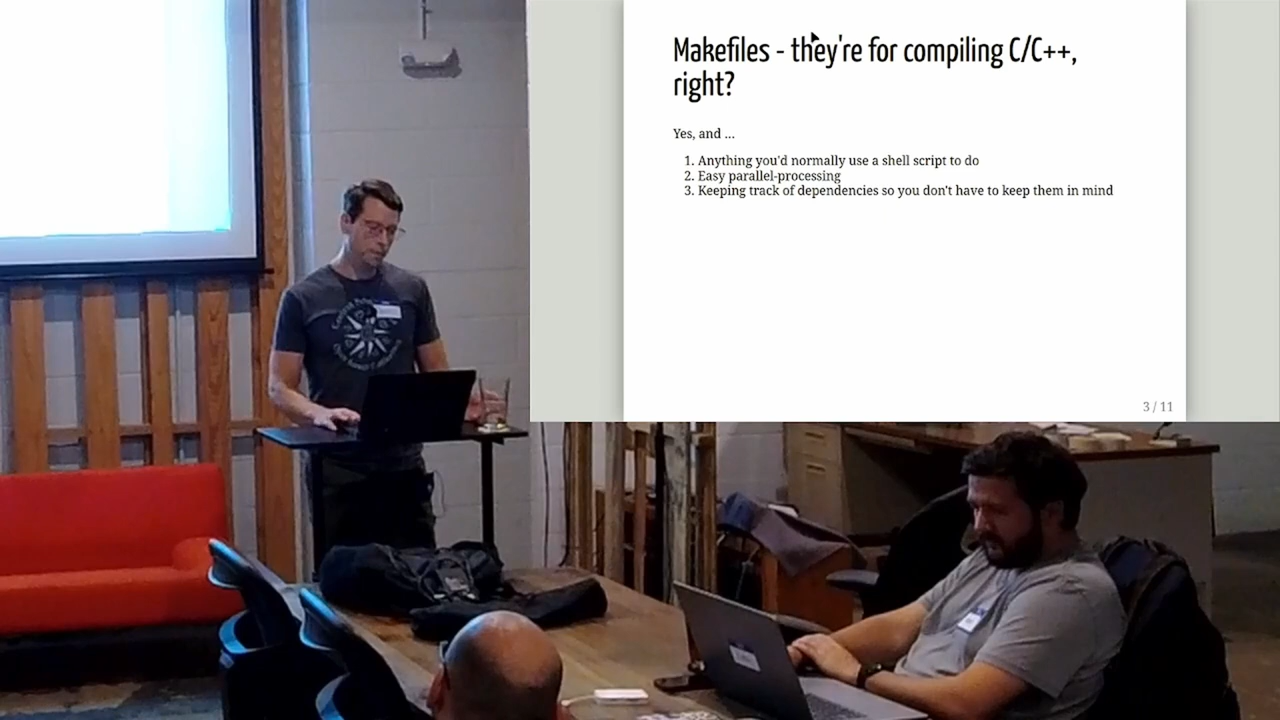 Makefiles - they're for compiling C/C++,
right?
Yes, and ...
1. Anything you'd normally use a shell script to do
2. Easy parallel-processing
3. Keeping track of dependencies so you don't have to keep them in mind
3 / 11